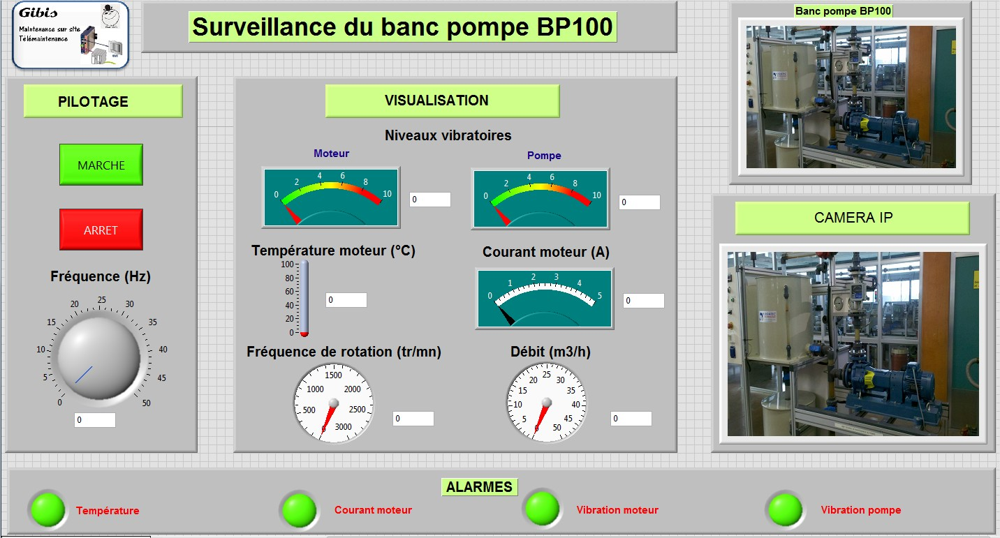 Gibis
Maintenance sur site
Télémaintenance
Surveillance du banc pompe BP100
Banc pompe BP100
PILOTAGE
MARCHE
ARRET
Fréquence (Hz)
0 5 10 15 20 25 30 35 40 45 50
0
VISUALISATION
Niveaux vibratoires
Moteur
0 2 4 6 8 10
0
Pompe
0 2 4 6 8 10
0
Température moteur (°C)
100
80
60
40
20
0
0
Courant moteur (A)
0 1 2 3 4 5
0
Fréquence de rotation (tr/mn)
0 500 1000 1500 2000 2500 3000
0
Débit (m3/h)
0 5 10 15 20 25 30 35 40 45 50
0
CAMERA IP
ALARMES
Température
Courant moteur
Vibration moteur
Vibration pompe